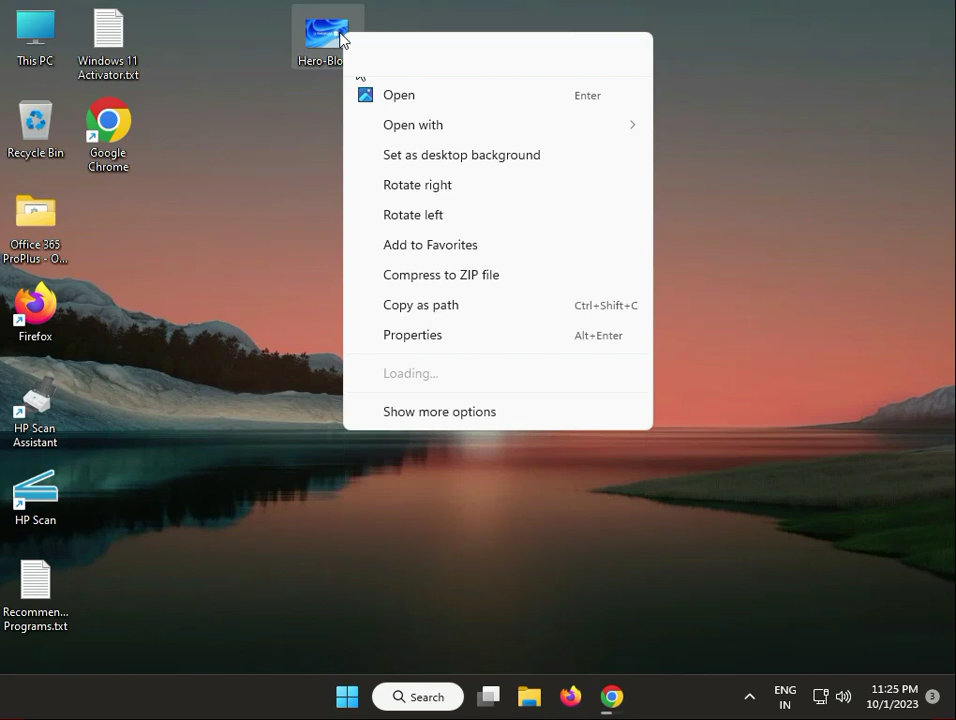 This PC
Windows 11
Activator.txt
Hero-Blo
Recycle Bin
Google
Chrome
Office 365
ProPlus - O...
Firefox
HP Scan
Assistant
HP Scan
Recommen...
Programs.txt
Open Enter
Open with
Set as desktop background
Rotate right
Rotate left
Add to Favorites
Compress to ZIP file
Copy as path Ctrl+Shift+C
Properties Alt+Enter
Loading...
Show more options
Search
ENG
IN
11:25 PM
10/1/2023
3